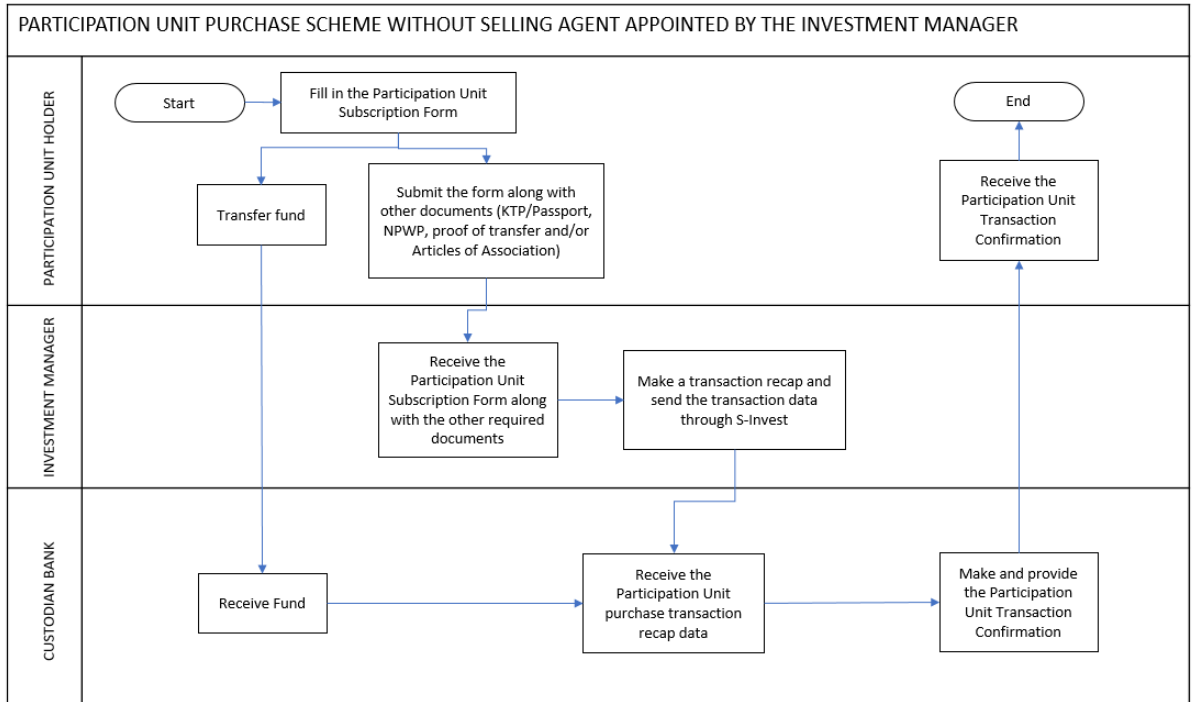 PARTICIPATION UNIT PURCHASE SCHEME WITHOUT SELLING AGENT APPOINTED BY THE INVESTMENT MANAGER
PARTICIPATION UNIT HOLDER
Start
Fill in the Participation Unit
Subscription Form
End
Transfer fund
Submit the form along with
other documents (KTP/Passport,
NPWP, proof of transfer and/or
Articles of Association)
Receive the
Participation Unit
Transaction
Confirmation
INVESTMENT MANAGER
Receive the
Participation Unit
Subscription Form along
with the other required
documents
Make a transaction recap and
send the transaction data
through S-Invest
CUSTODIAN BANK
Receive Fund
Receive the
Participation Unit
purchase transaction
recap data
Make and provide
the Participation
Unit Transaction
Confirmation